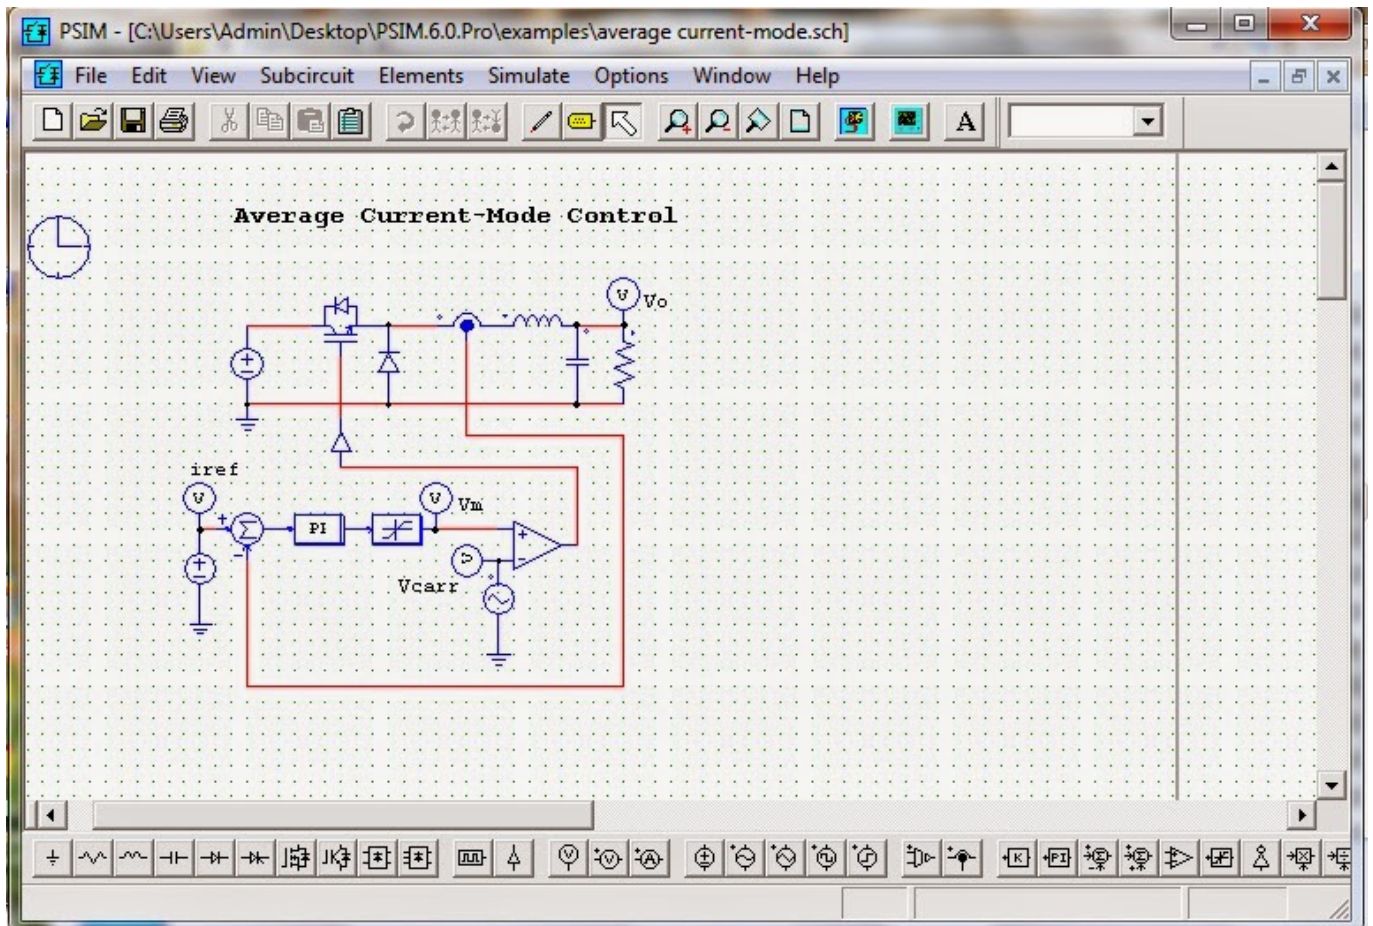 PSIM - [C:\Users\Admin\Desktop\PSIM.6.0.Pro\examples\average current-mode.sch]
File Edit View Subcircuit Elements Simulate Options Window Help
A
Average Current-Mode Control
V Vo
iref
V
V Vm
PI
V
Vcarr
V V A
K PI